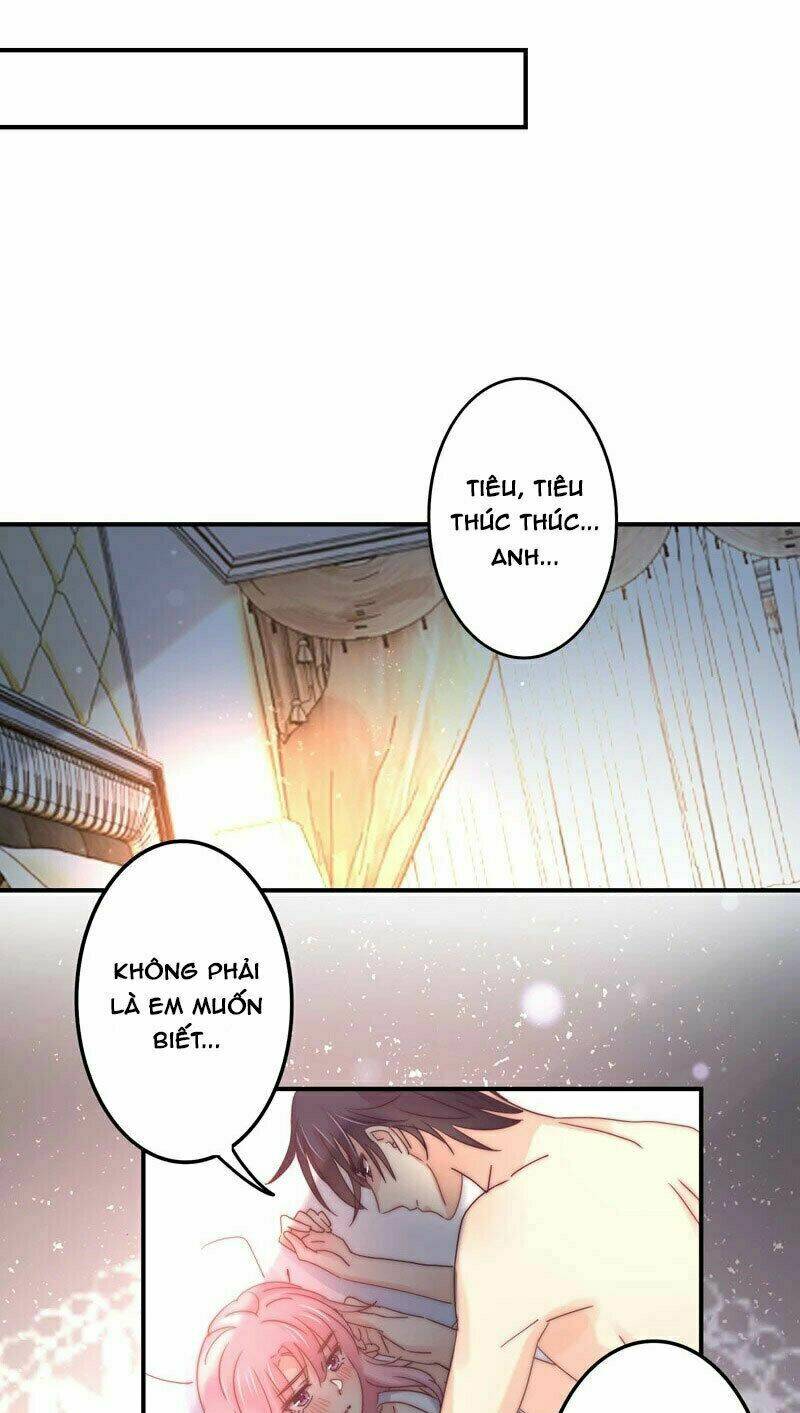 TIÊU, TIÊU
THÚC THÚC...
ANH...
KHÔNG PHẢI
LÀ EM MUỐN
BIẾT...